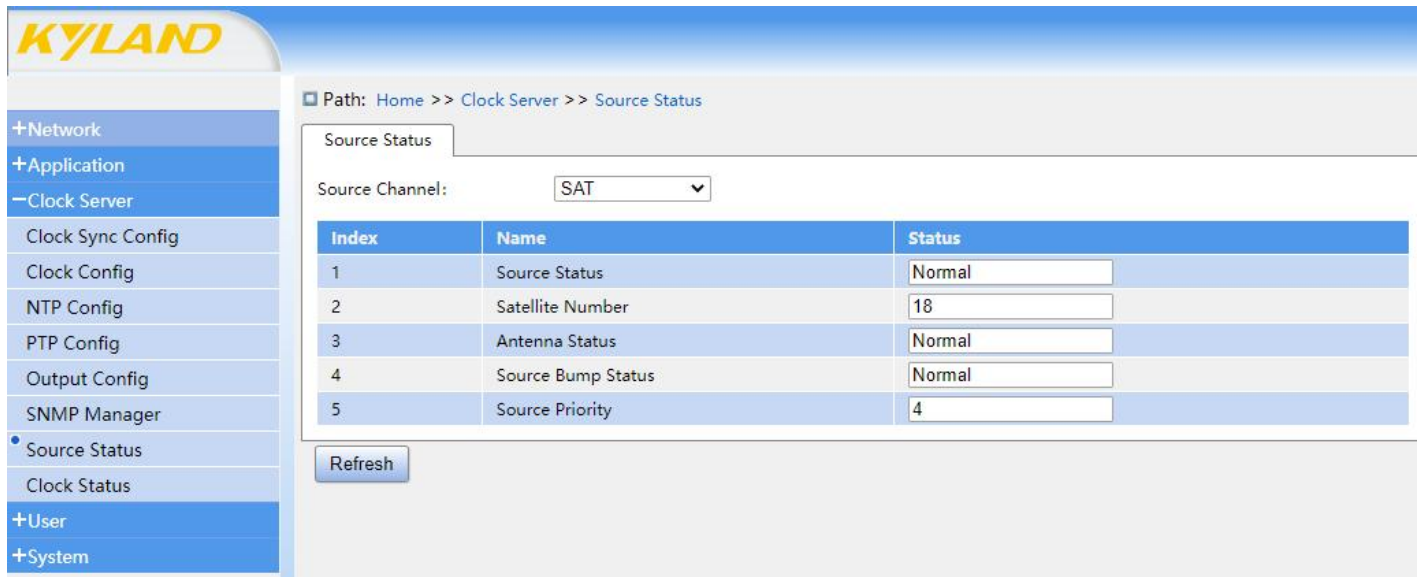 KYLAND
Path: Home >> Clock Server >> Source Status
+Network
+Application
−Clock Server
Clock Sync Config
Clock Config
NTP Config
PTP Config
Output Config
SNMP Manager
Source Status
Clock Status
+User
+System
Source Status
Source Channel: SAT
Index Name Status
1 Source Status Normal
2 Satellite Number 18
3 Antenna Status Normal
4 Source Bump Status Normal
5 Source Priority 4
Refresh